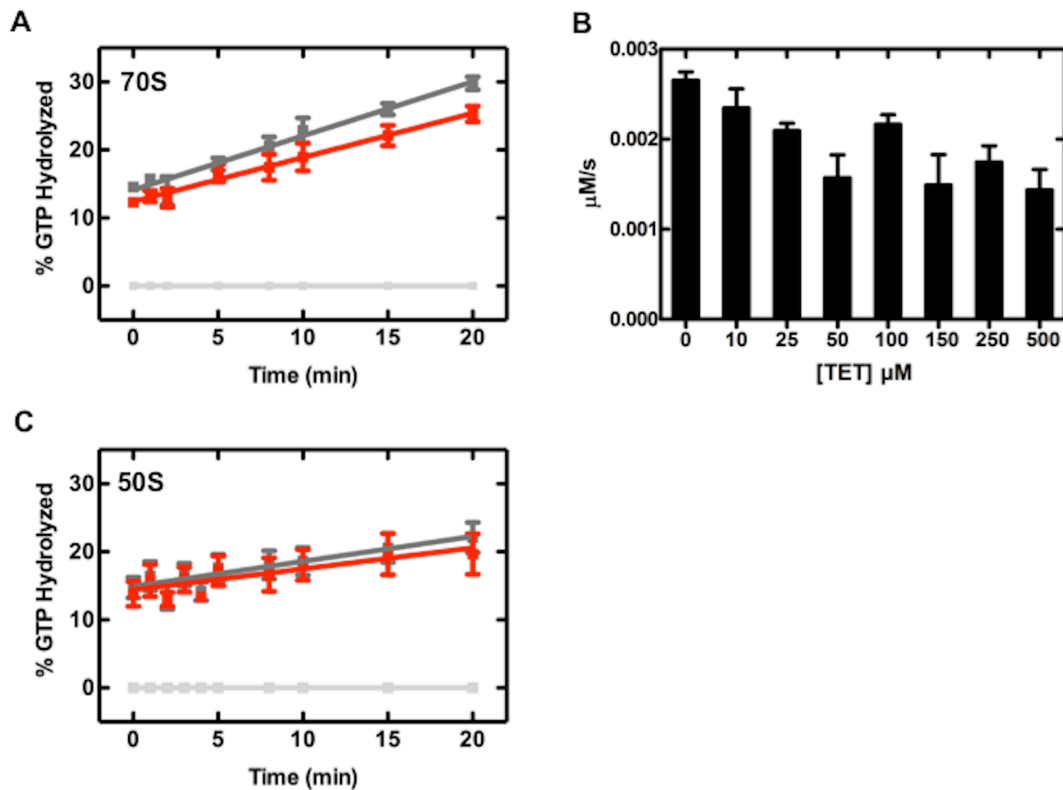 A
70S
% GTP Hydrolyzed
30
20
10
0
0 5 10 15 20
Time (min)
B
µM/s
0.003
0.002
0.001
0.000
0 10 25 50 100 150 250 500
[TET] µM
C
50S
% GTP Hydrolyzed
30
20
10
0
0 5 10 15 20
Time (min)